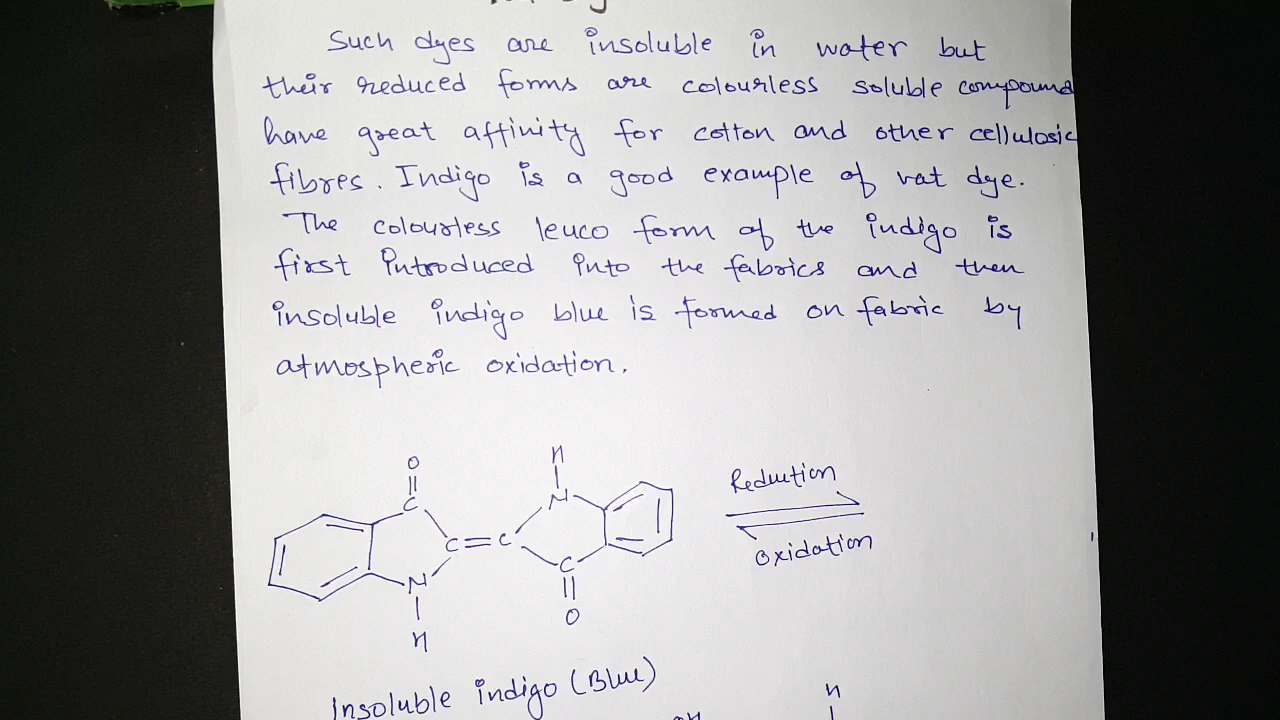 Such dyes are insoluble in water but
their reduced forms are colourless soluble compound
have great affinity for cotton and other cellulosic
fibres. Indigo is a good example of vat dye.
The colourless leuco form of the indigo is
first introduced into the fabrics and then
insoluble indigo blue is formed on fabric by
atmospheric oxidation.
O
C
H
N
C=C
N
H
C
O
Reduction
Oxidation
Insoluble indigo (Blue)
OH
H